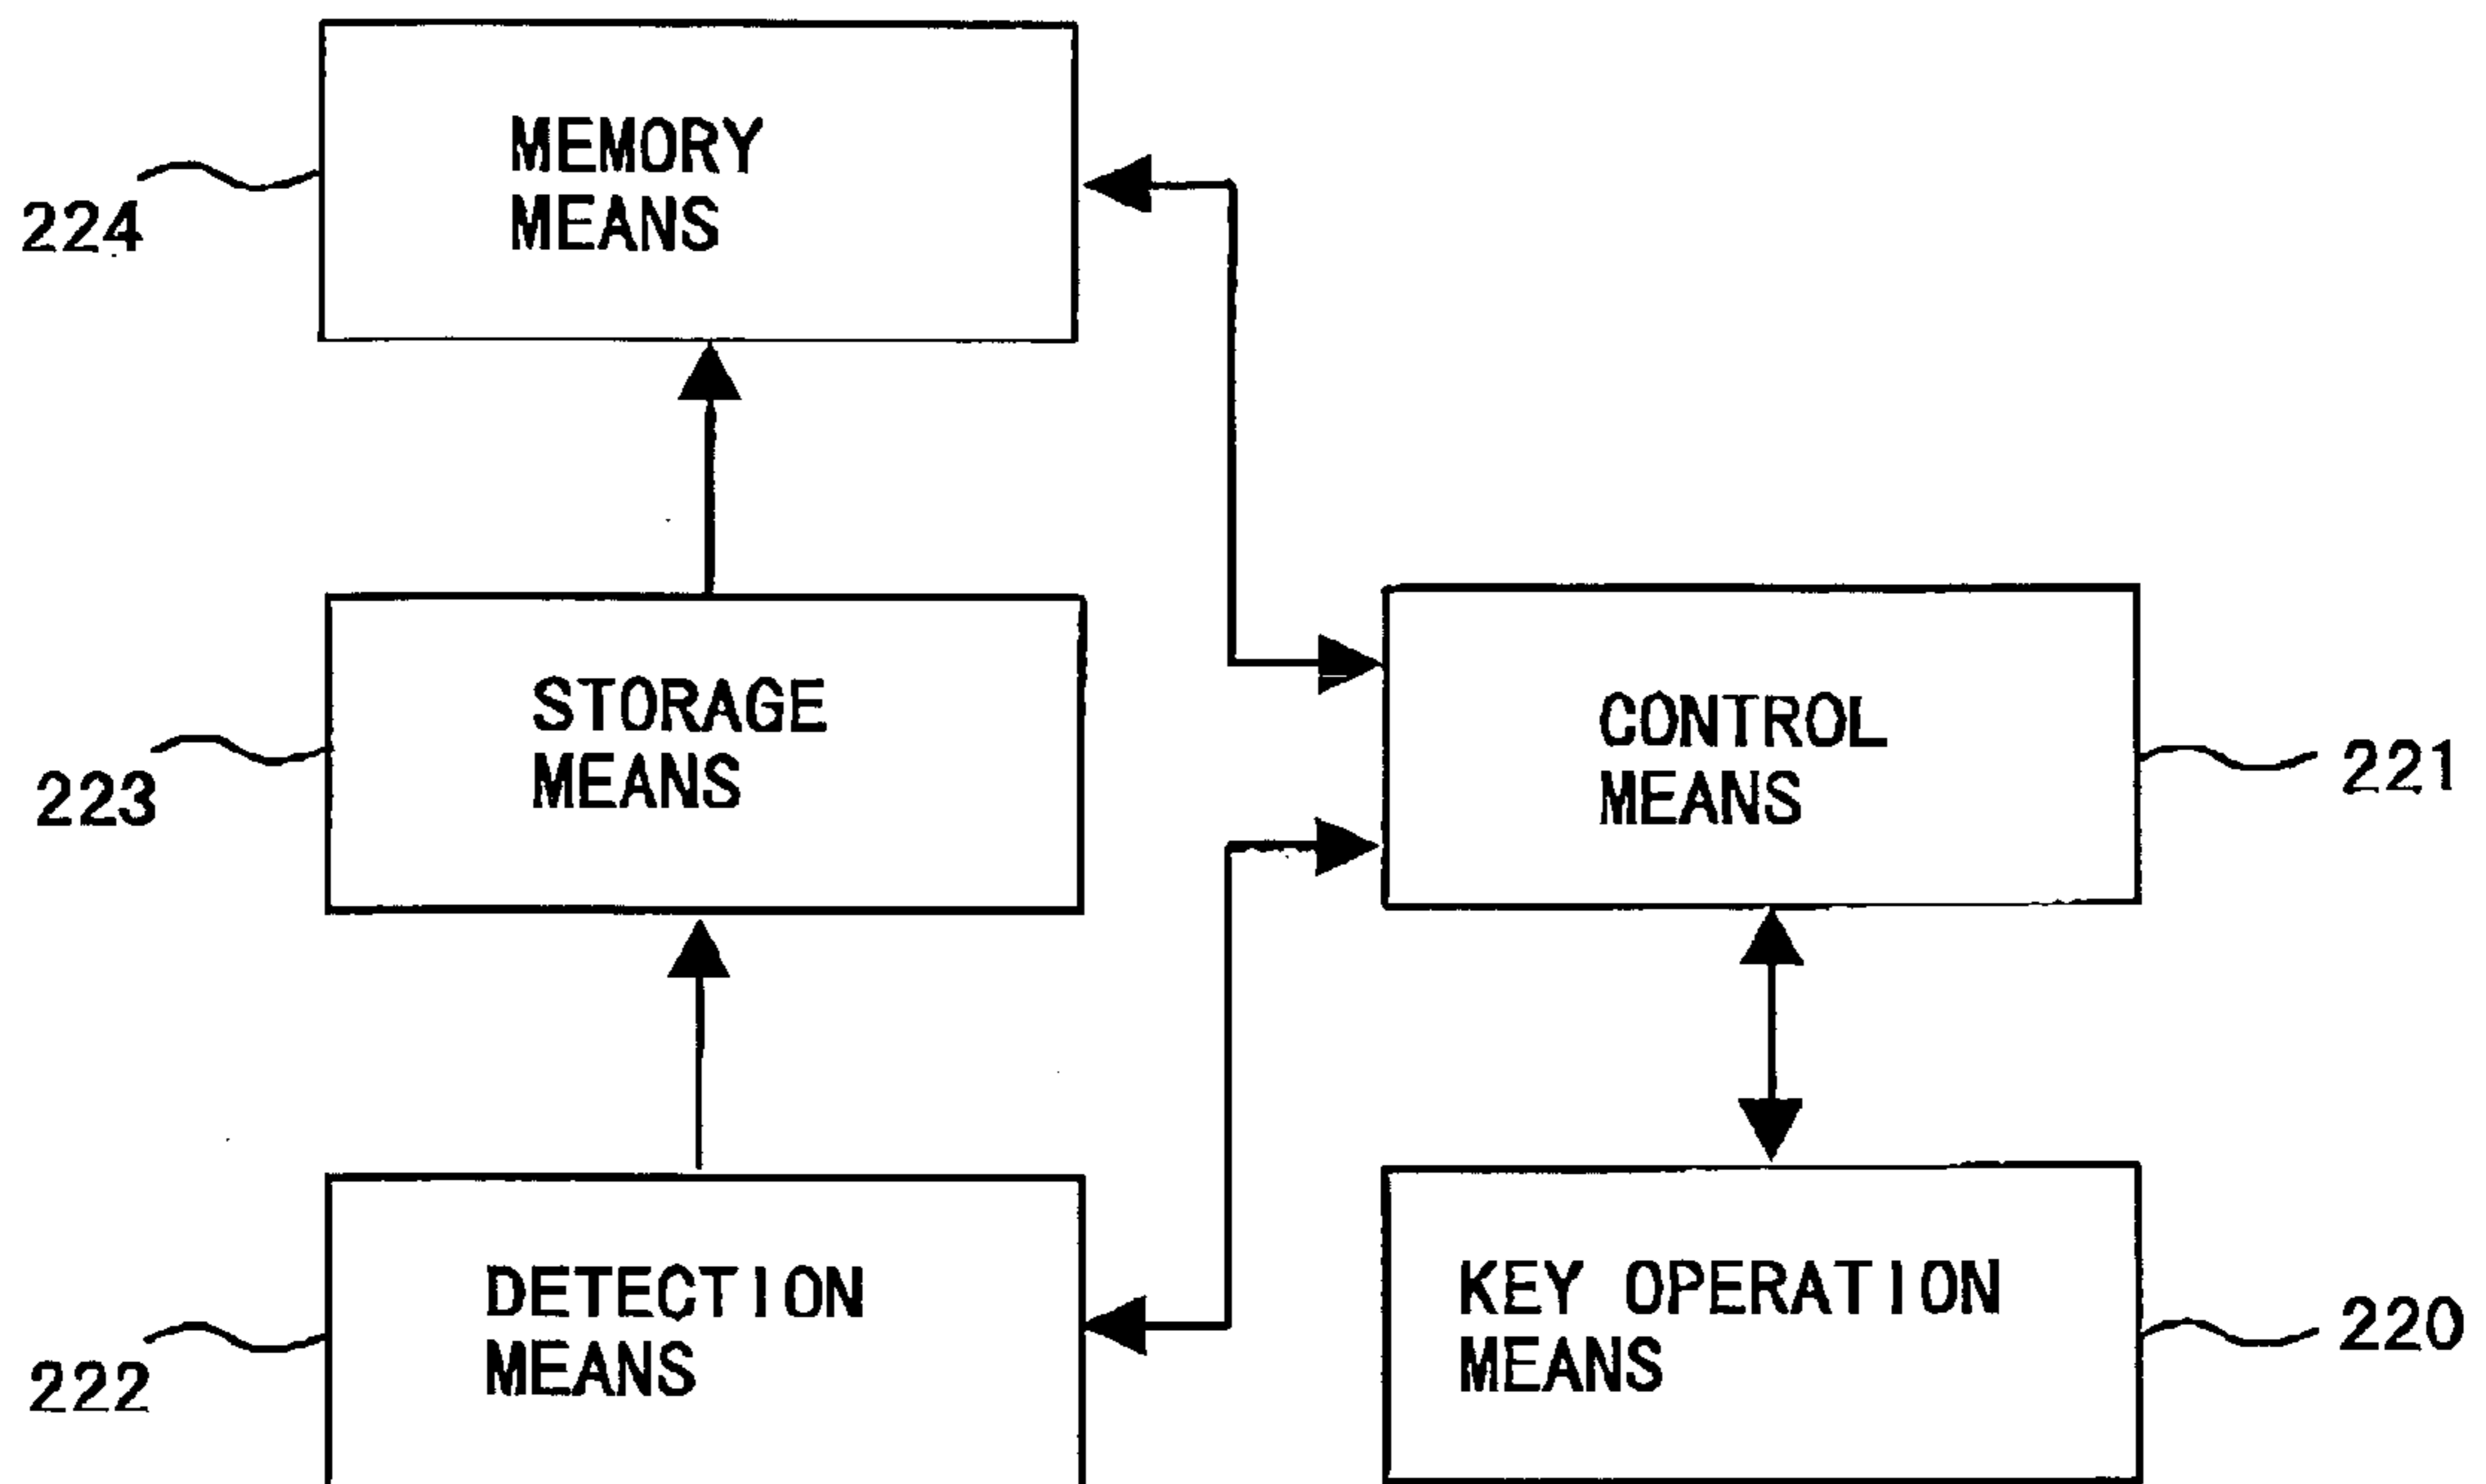 MEMORY
MEANS
224
STORAGE
MEANS
223
CONTROL
MEANS
221
DETECTION
MEANS
222
KEY OPERATION
MEANS
220